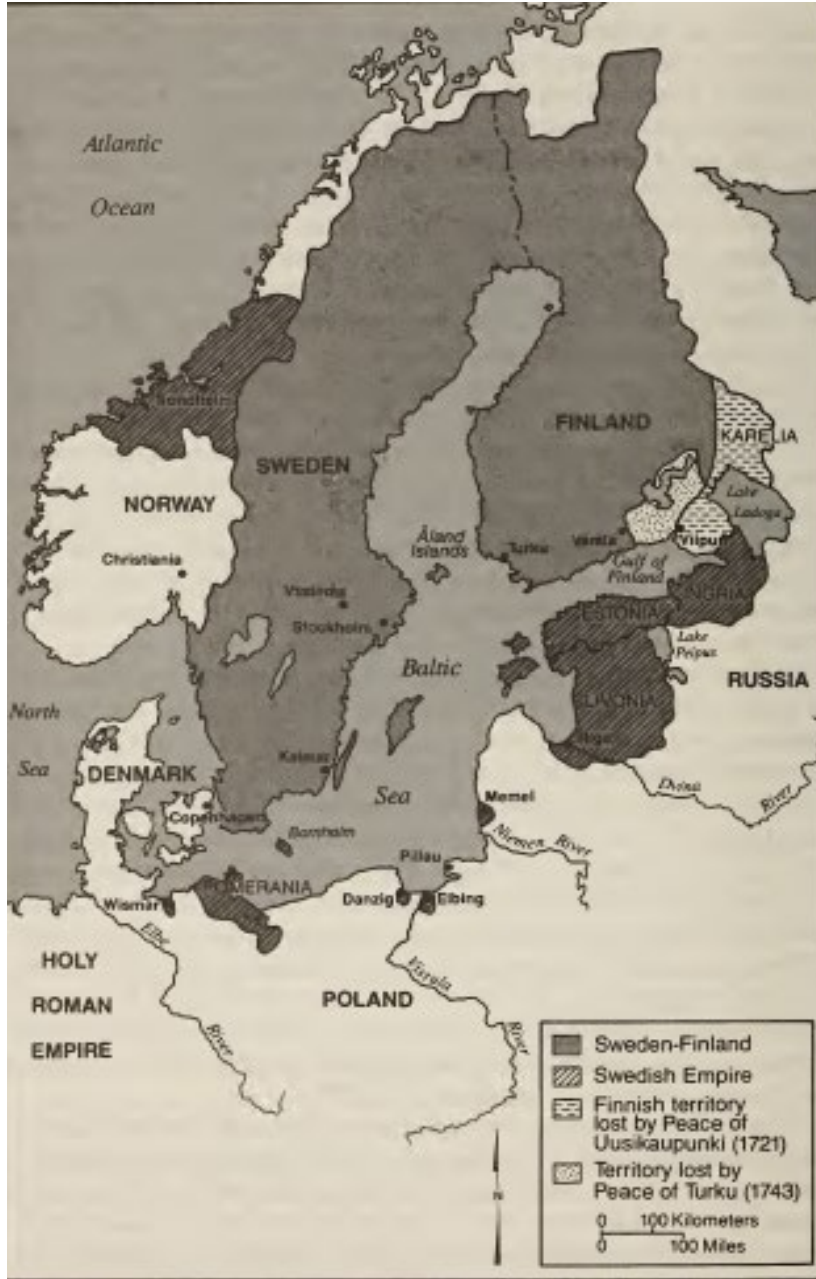 Atlantic
Ocean
FINLAND
KARELIA
SWEDEN
Lake
Ladoga
NORWAY
Åland
Islands
Turku
Viipuri
Gulf of
Finland
Christiania
INGRIA
ESTONIA
Stockholm
Lake
Peipus
Baltic
RUSSIA
LIVONIA
North
Riga
Sea
Kalmar
DENMARK
Dvina
River
Sea
Memel
Copenhagen
Bornholm
Niemen River
Pillau
POMERANIA
Wismar
Danzig
Elbing
Elbe
HOLY
Vistula
ROMAN
POLAND
River
River
EMPIRE
Sweden-Finland
Swedish Empire
Finnish territory
lost by Peace of
Uusikaupunki (1721)
Territory lost by
Peace of Turku (1743)
N
0 100 Kilometers
0 100 Miles